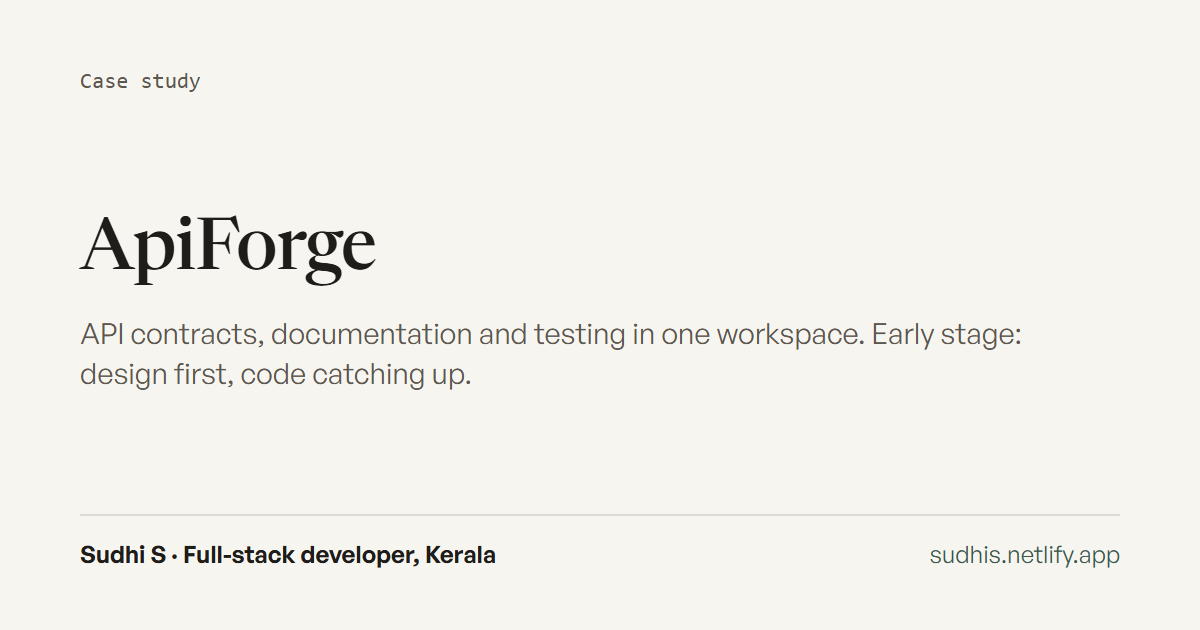 Case study
ApiForge
API contracts, documentation and testing in one workspace. Early stage:
design first, code catching up.
Sudhi S · Full-stack developer, Kerala
sudhis.netlify.app